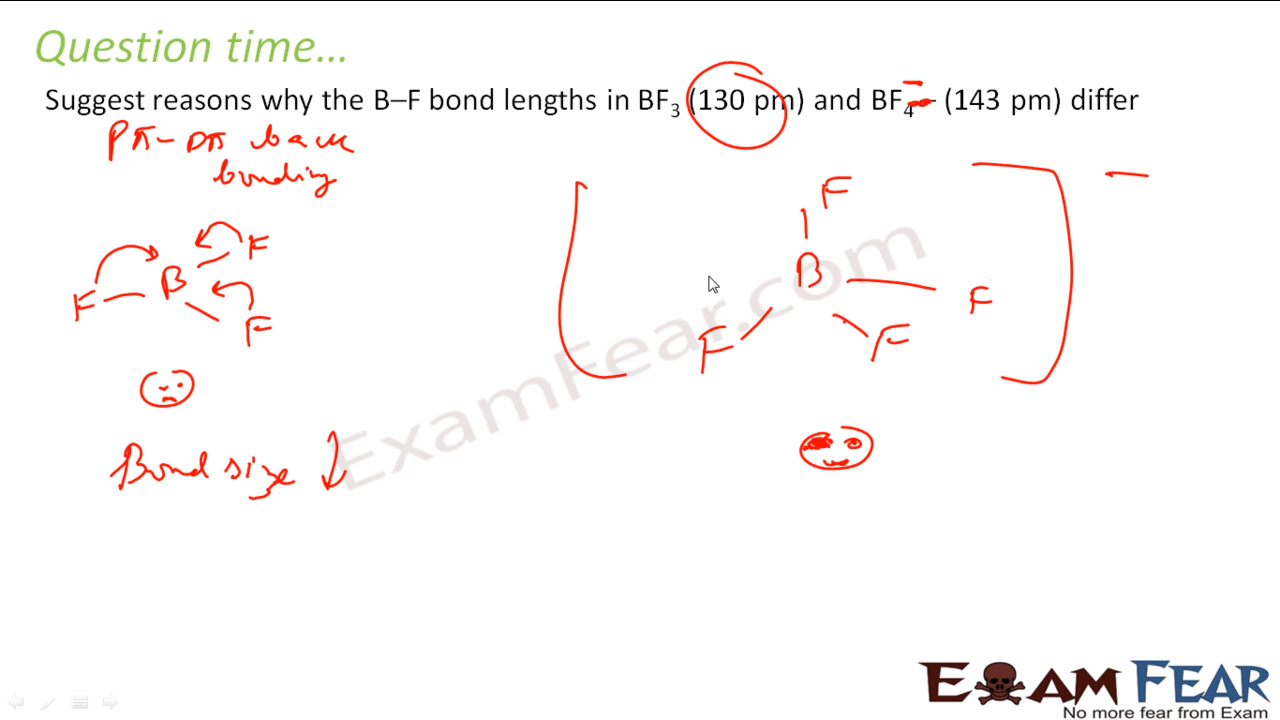 Question time...
Suggest reasons why the B–F bond lengths in BF₃ (130 pm) and BF₄⁻ (143 pm) differ
Pπ-Dπ back
bonding
F
B
F
F
F
B
F
F
F
Bond size ↓
ExamFear.com
EXAM FEAR
No more fear from Exam